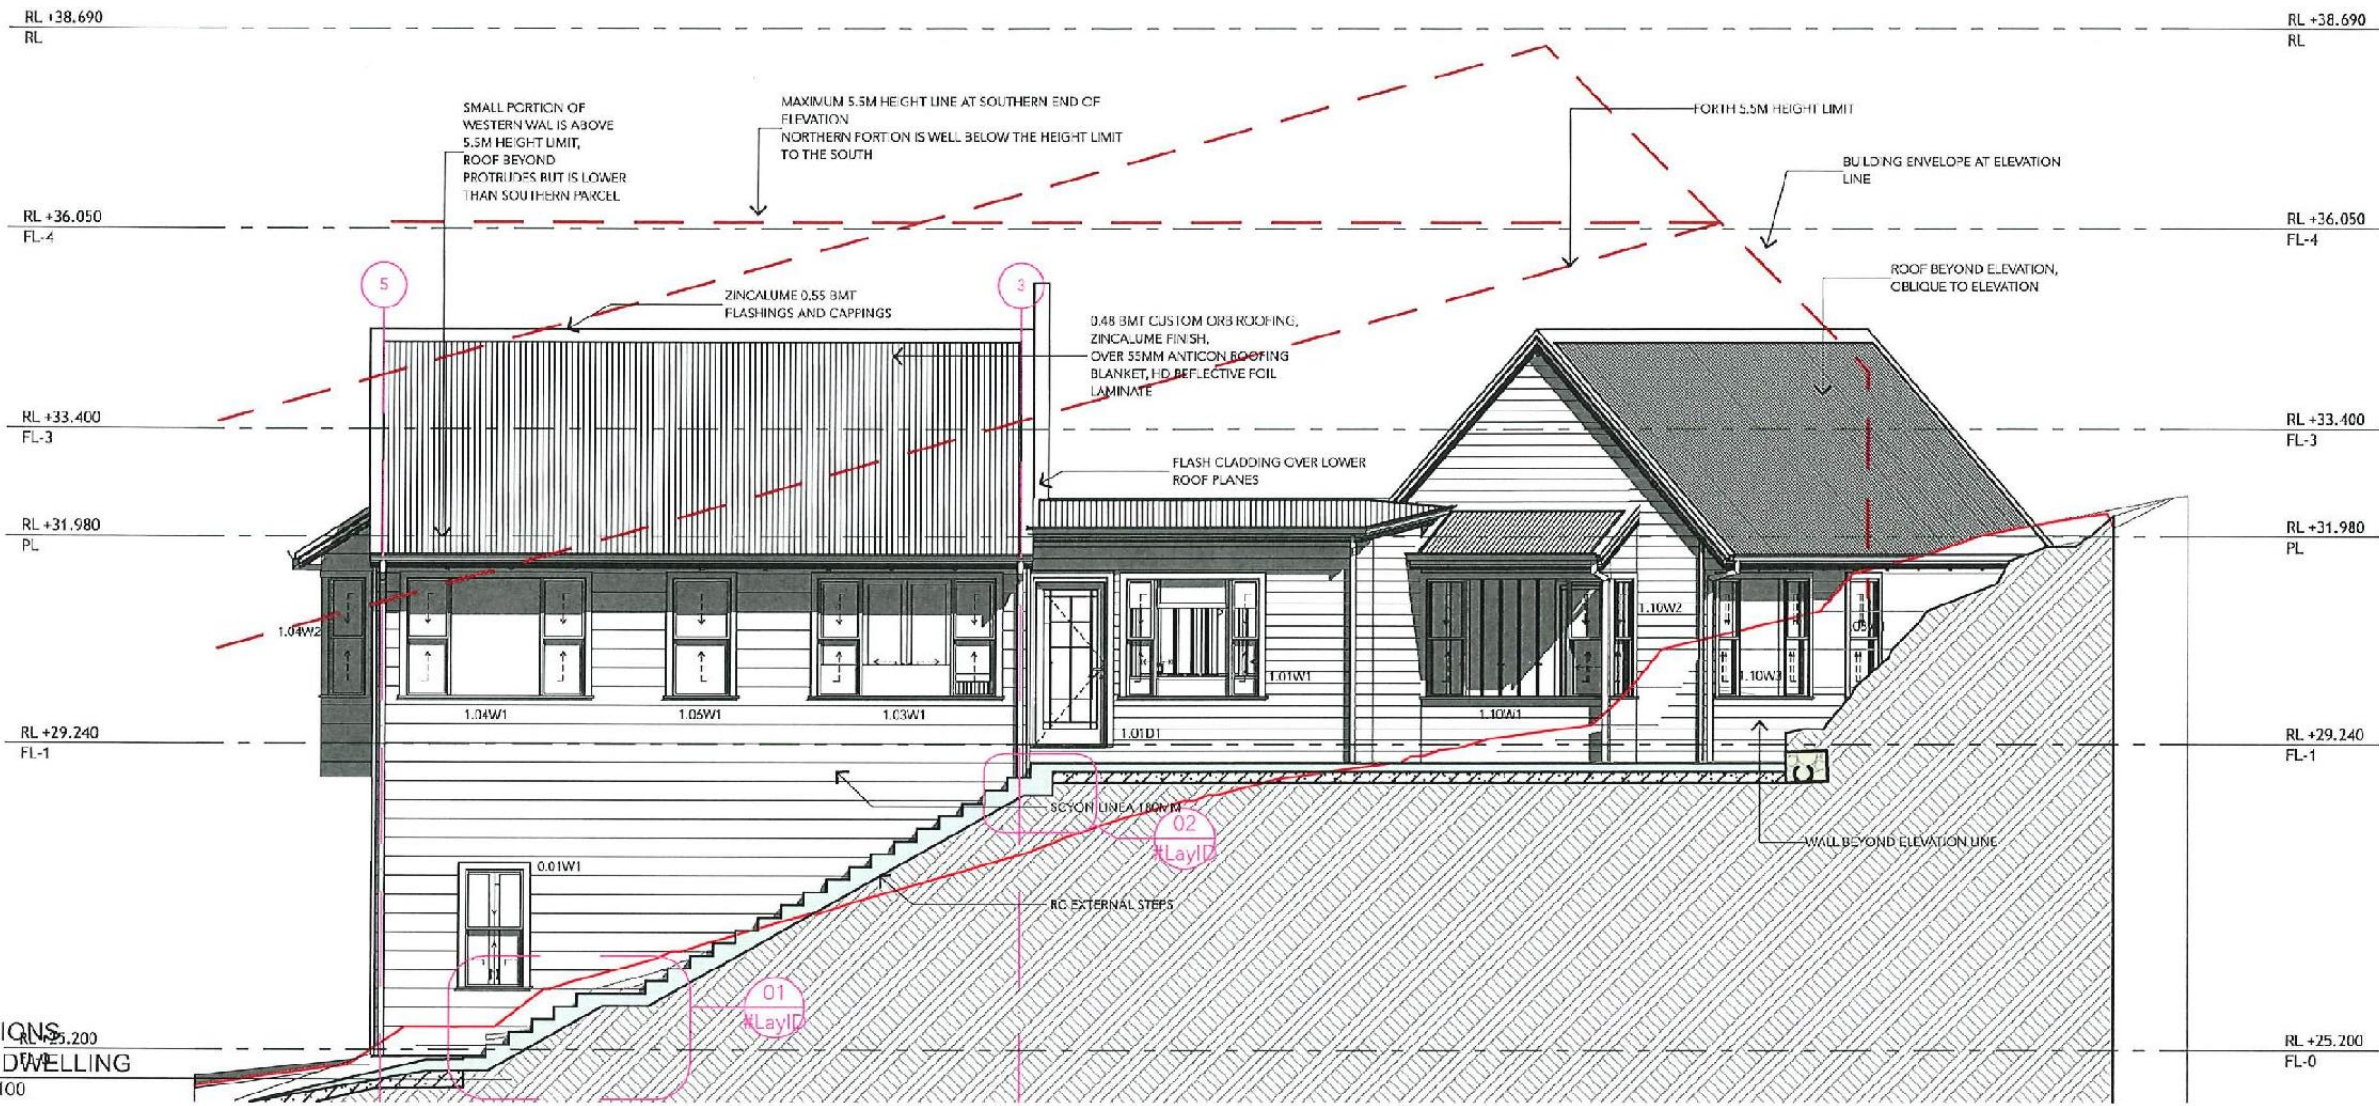 RL +38.690
RL
RL +38.690
RL
SMALL PORTION OF
WESTERN WAL IS ABOVE
5.5M HEIGHT LIMIT,
ROOF BEYOND
PROTRUDES BUT IS LOWER
THAN SOUTHERN PARCEL
MAXIMUM 5.5M HEIGHT LINE AT SOUTHERN END OF
ELEVATION
NORTHERN PORTION IS WELL BELOW THE HEIGHT LIMIT
TO THE SOUTH
FORTH 5.5M HEIGHT LIMIT
BUILDING ENVELOPE AT ELEVATION
LINE
RL +36.050
FL-4
RL +36.050
FL-4
5
3
ROOF BEYOND ELEVATION,
OBLIQUE TO ELEVATION
ZINCALUME 0.55 BMT
FLASHINGS AND CAPPINGS
0.48 BMT CUSTOM ORB ROOFING,
ZINCALUME FINISH,
OVER 55MM ANTICON ROOFING
BLANKET, HD REFLECTIVE FOIL
LAMINATE
RL +33.400
FL-3
RL +33.400
FL-3
FLASH CLADDING OVER LOWER
ROOF PLANES
RL +31.980
PL
RL +31.980
PL
1.04W2
1.10W2
1.01W1
1.10W3
1.04W1
1.05W1
1.03W1
1.10W1
1.01D1
RL +29.240
FL-1
RL +29.240
FL-1
SCYON LINEA 180MM
02
#LayID
WALL BEYOND ELEVATION LINE
0.01W1
RC EXTERNAL STEPS
01
#LayID
IONS
RL +25.200
DWELLING
100
RL +25.200
FL-0